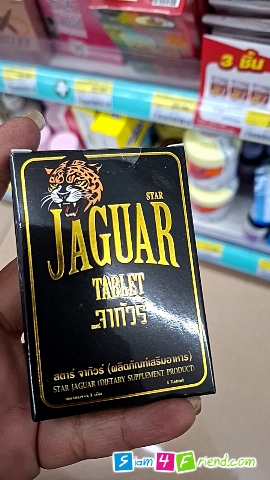 3 ชิ้น
STAR
JAGUAR
TABLET
จากัวร์
สตาร์ จากัวร์ (ผลิตภัณฑ์เสริมอาหาร)
STAR JAGUAR (DIETARY SUPPLEMENT PRODUCT)
Siam4Friend.com